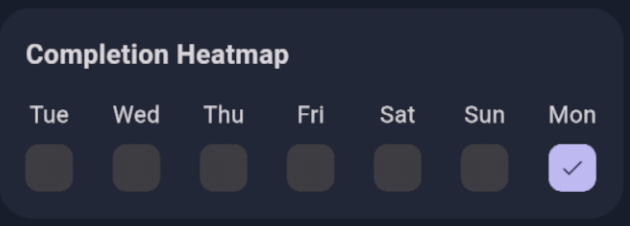 Completion Heatmap
Tue Wed Thu Fri Sat Sun Mon